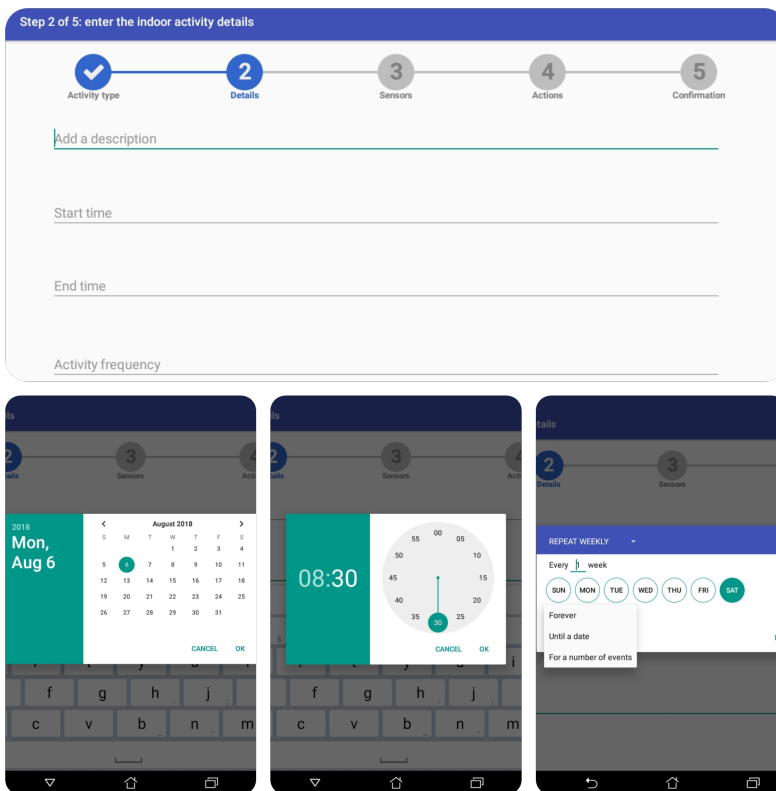 Step 2 of 5: enter the indoor activity details
2 3 4 5
Activity type Details Sensors Actions Confirmation
Add a description
Start time
End time
Activity frequency
2 3
Sensors
2018
Mon,
Aug 6
August 2018
S M T W T F S
1 2 3 4
5 6 7 8 9 10 11
12 13 14 15 16 17 18
19 20 21 22 23 24 25
26 27 28 29 30 31
CANCEL OK
f g h j
c v b n m
2 3
Sensors
08:30
00 05 10 15 20 25 30 35 40 45 50 55
CANCEL OK
f g h j
c v b n m
2 3
Details Sensors
REPEAT WEEKLY
Every 1 week
SUN MON TUE WED THU FRI SAT
Forever
Until a date
For a number of events